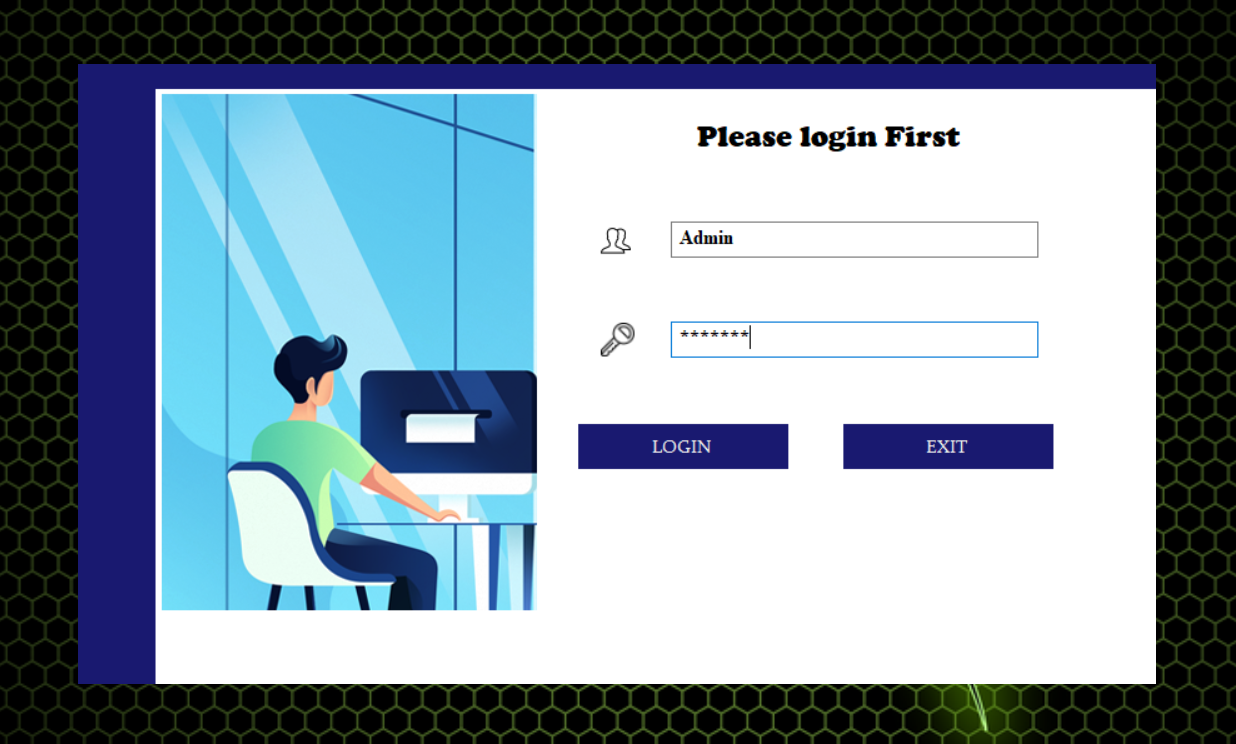 Please login First
Admin
*******
LOGIN
EXIT